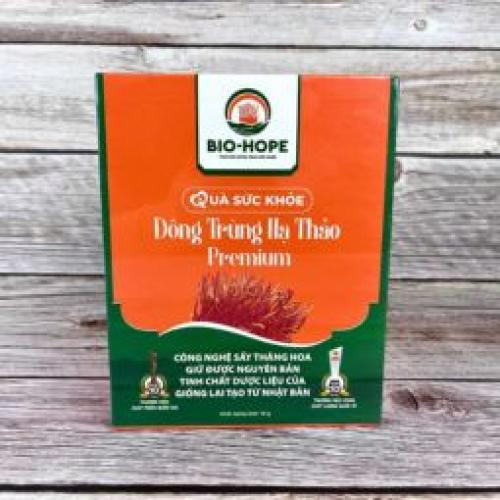 BIO-HOPE
QUÀ SỨC KHỎE
Đông Trùng Hạ Thảo
Premium
CÔNG NGHỆ SẤY THĂNG HOA
GIỮ ĐƯỢC NGUYÊN BẢN
TINH CHẤT DƯỢC LIỆU CỦA
GIỐNG LAI TẠO TỪ NHẬT BẢN